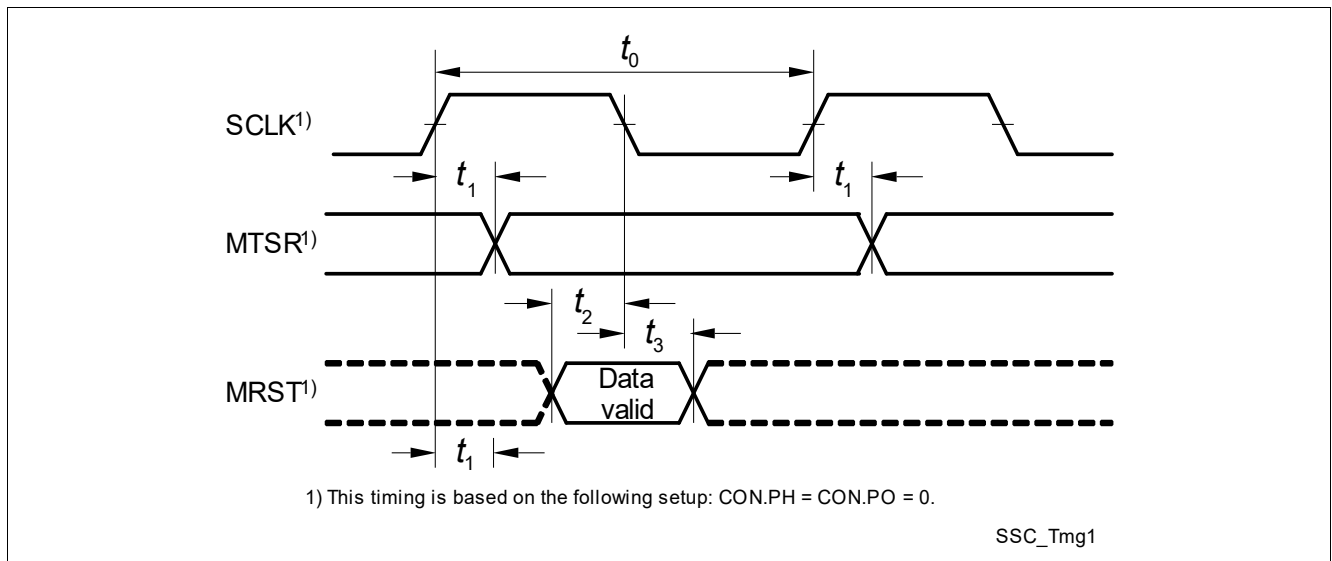 t0
SCLK1)
t1 t1
MTSR1)
t2
t3
MRST1)
Data
valid
t1
1) This timing is based on the following setup: CON.PH = CON.PO = 0.
SSC_Tmg1